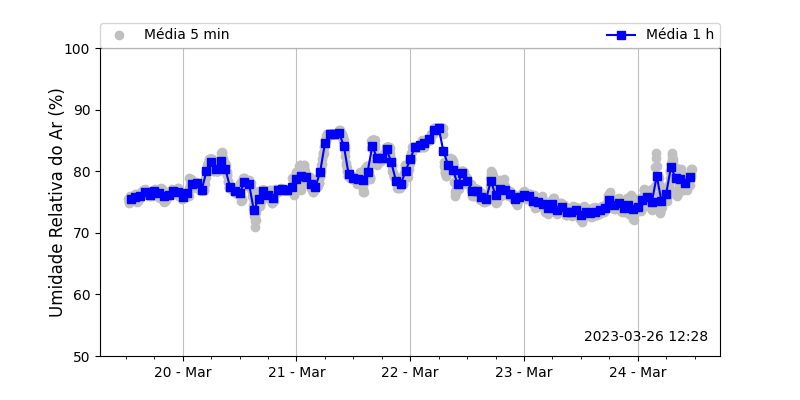 Média 5 min
Média 1 h
Umidade Relativa do Ar (%)
100
90
80
70
60
50
2023-03-26 12:28
20 - Mar
21 - Mar
22 - Mar
23 - Mar
24 - Mar